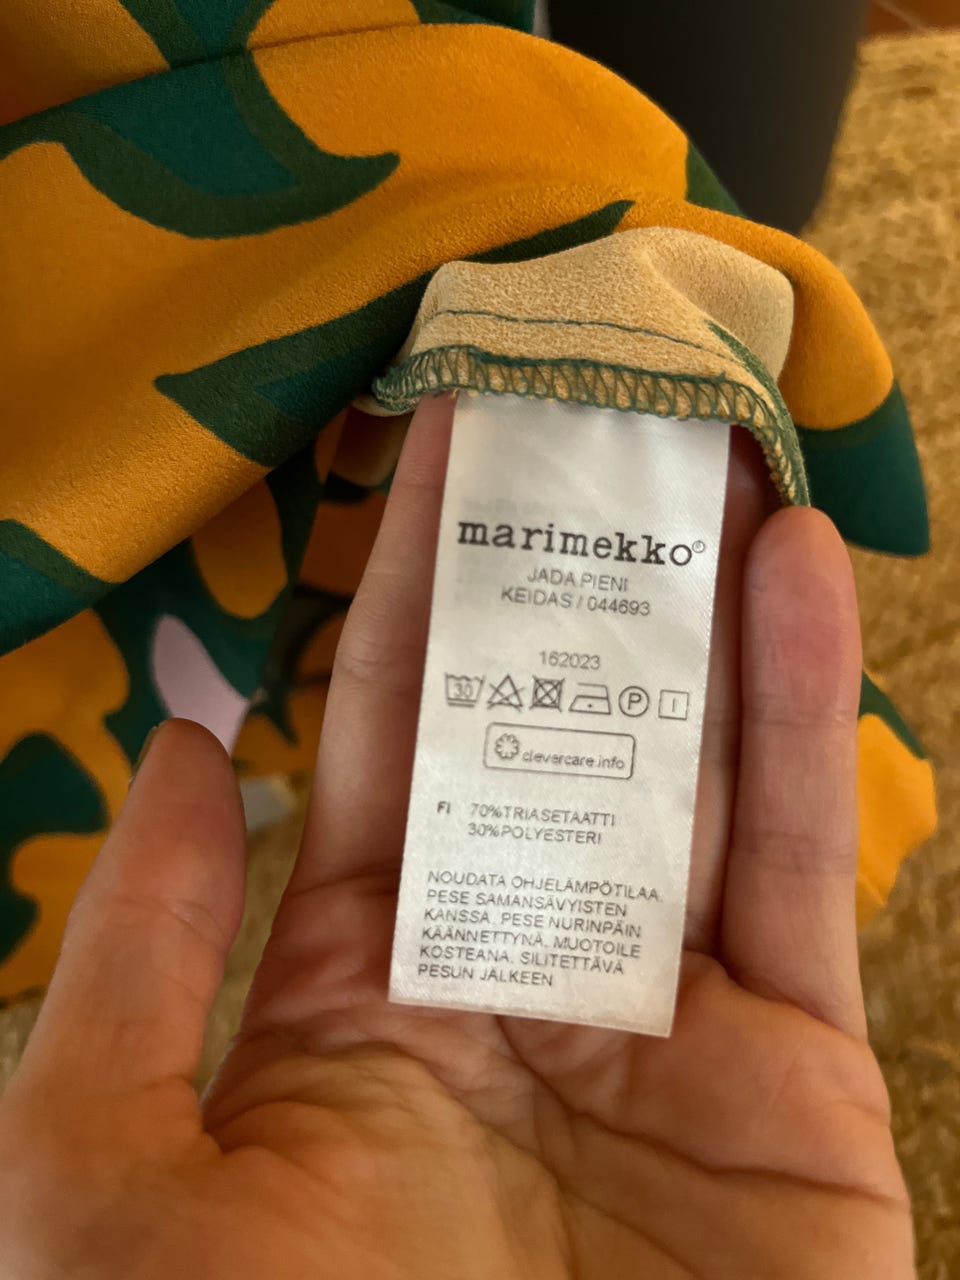 marimekko®
JADA PIENI
KEIDAS / 044693
162023
30 P I
clevercare.info
FI 70%TRIASETAATTI
30%POLYESTERI
NOUDATA OHJELÄMPÖTILAA.
PESE SAMANSÄVYISTEN
KANSSA. PESE NURINPÄIN
KÄÄNNETTYNÄ. MUOTOILE
KOSTEANA. SILITETTÄVÄ
PESUN JÄLKEEN